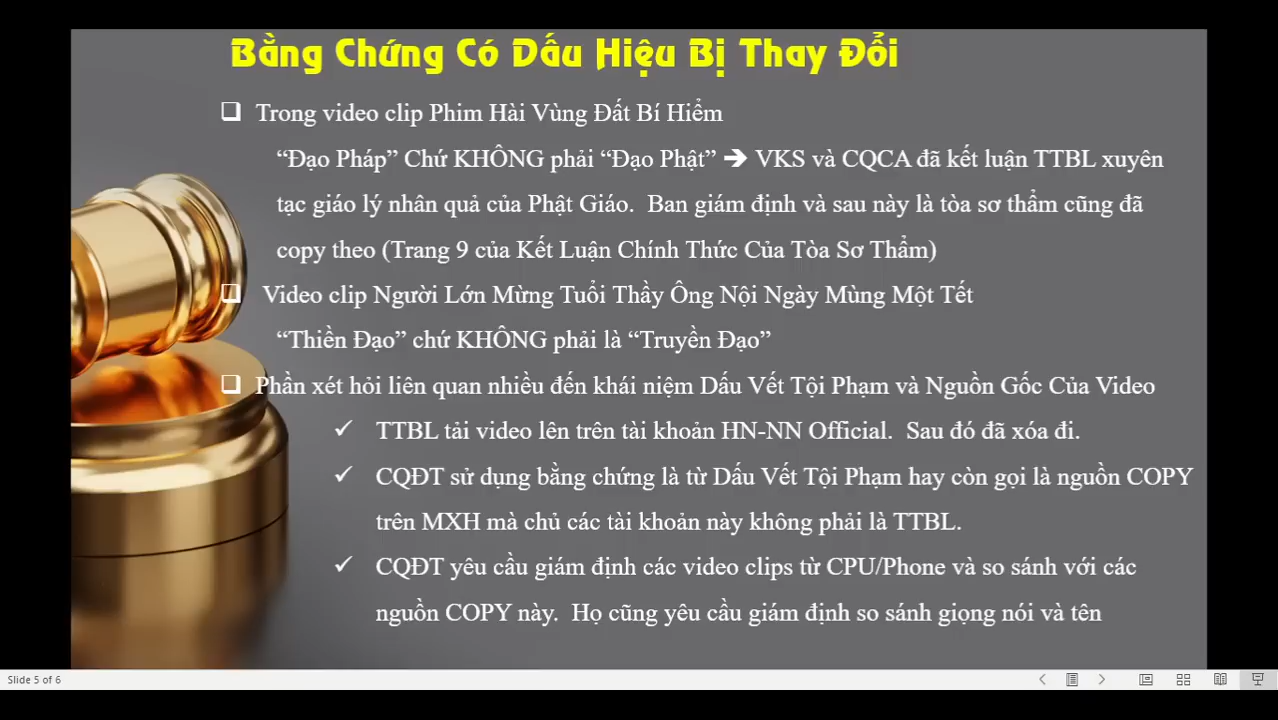 Bằng Chứng Có Dấu Hiệu Bị Thay Đổi
❑ Trong video clip Phim Hài Vùng Đất Bí Hiểm
“Đạo Pháp” Chứ KHÔNG phải “Đạo Phật” ➔ VKS và CQCA đã kết luận TTBL xuyên
tạc giáo lý nhân quả của Phật Giáo. Ban giám định và sau này là tòa sơ thẩm cũng đã
copy theo (Trang 9 của Kết Luận Chính Thức Của Tòa Sơ Thẩm)
❑ Video clip Người Lớn Mừng Tuổi Thầy Ông Nội Ngày Mùng Một Tết
“Thiền Đạo” chứ KHÔNG phải là “Truyền Đạo”
❑ Phần xét hỏi liên quan nhiều đến khái niệm Dấu Vết Tội Phạm và Nguồn Gốc Của Video
✓ TTBL tải video lên trên tài khoản HN-NN Official. Sau đó đã xóa đi.
✓ CQĐT sử dụng bằng chứng là từ Dấu Vết Tội Phạm hay còn gọi là nguồn COPY
trên MXH mà chủ các tài khoản này không phải là TTBL.
✓ CQĐT yêu cầu giám định các video clips từ CPU/Phone và so sánh với các
nguồn COPY này. Họ cũng yêu cầu giám định so sánh giọng nói và tên
Slide 5 of 6